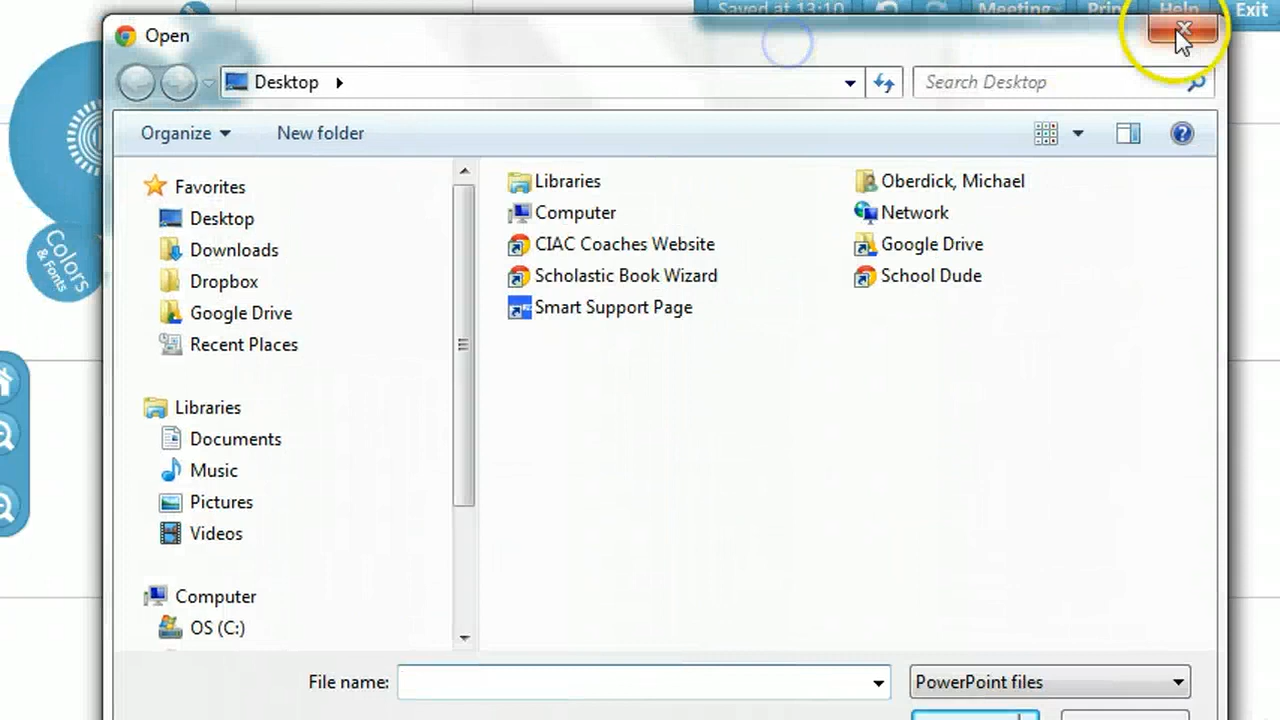 Saved at 13:10 Meeting Print Help Exit
Open
Desktop
Search Desktop
Organize New folder
Favorites
Desktop
Downloads
Dropbox
Google Drive
Recent Places
Libraries
Documents
Music
Pictures
Videos
Computer
OS (C:)
Libraries
Computer
CIAC Coaches Website
Scholastic Book Wizard
Smart Support Page
Oberdick, Michael
Network
Google Drive
School Dude
File name:
PowerPoint files
Colors
& Fonts